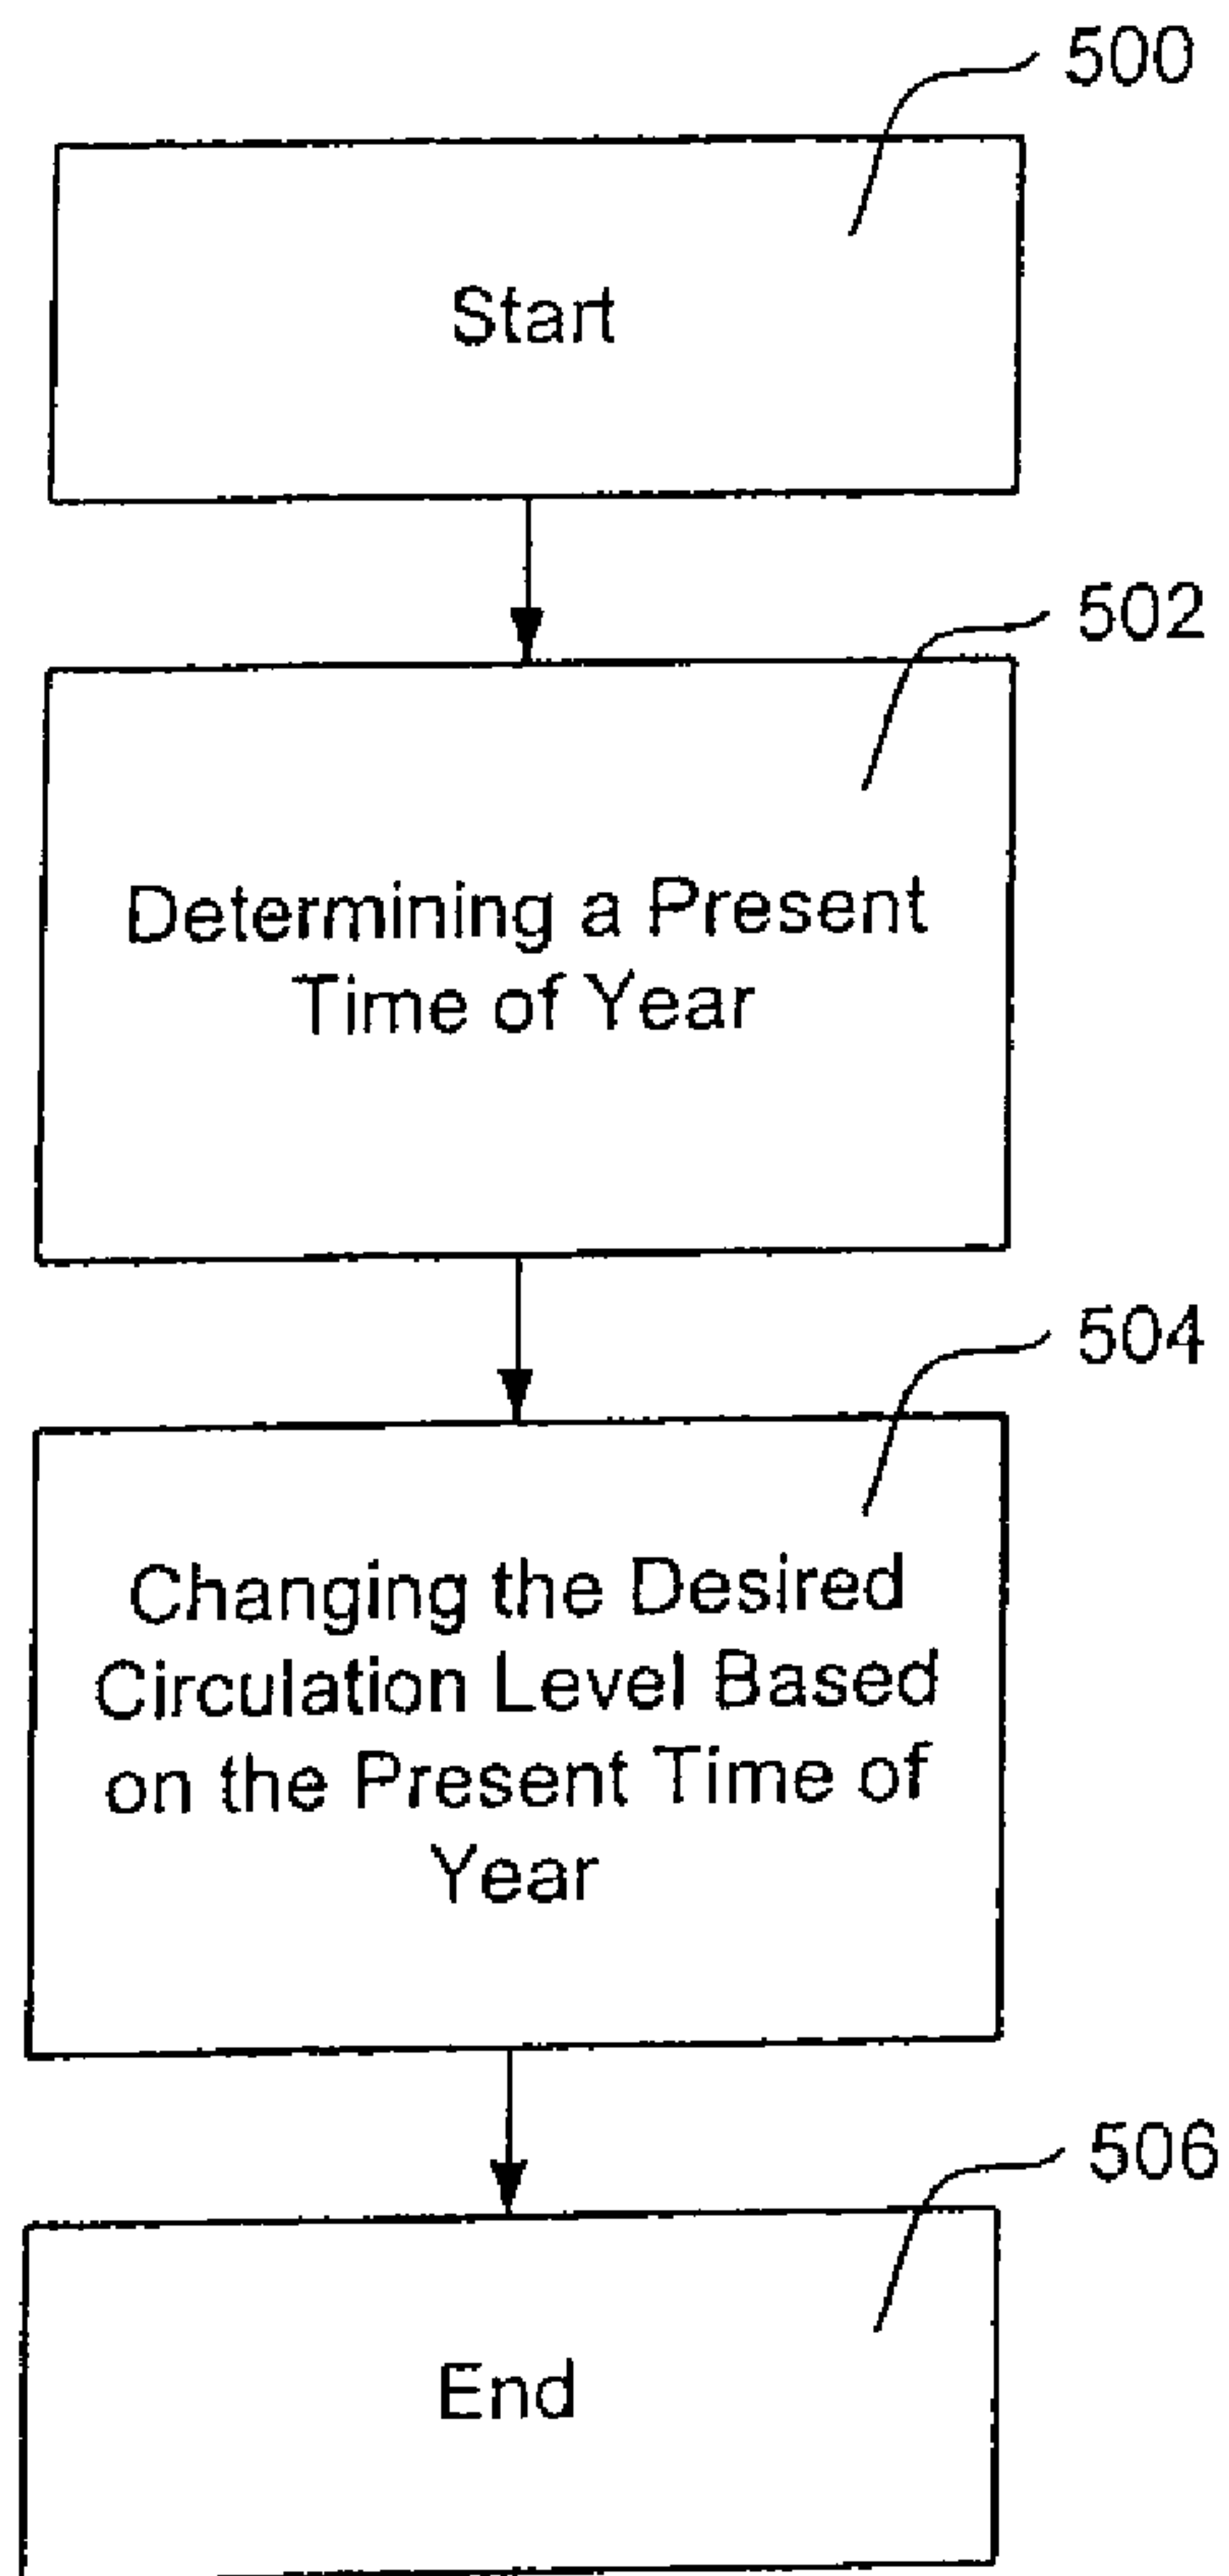 500
Start
502
Determining a Present
Time of Year
504
Changing the Desired
Circulation Level Based
on the Present Time of
Year
506
End